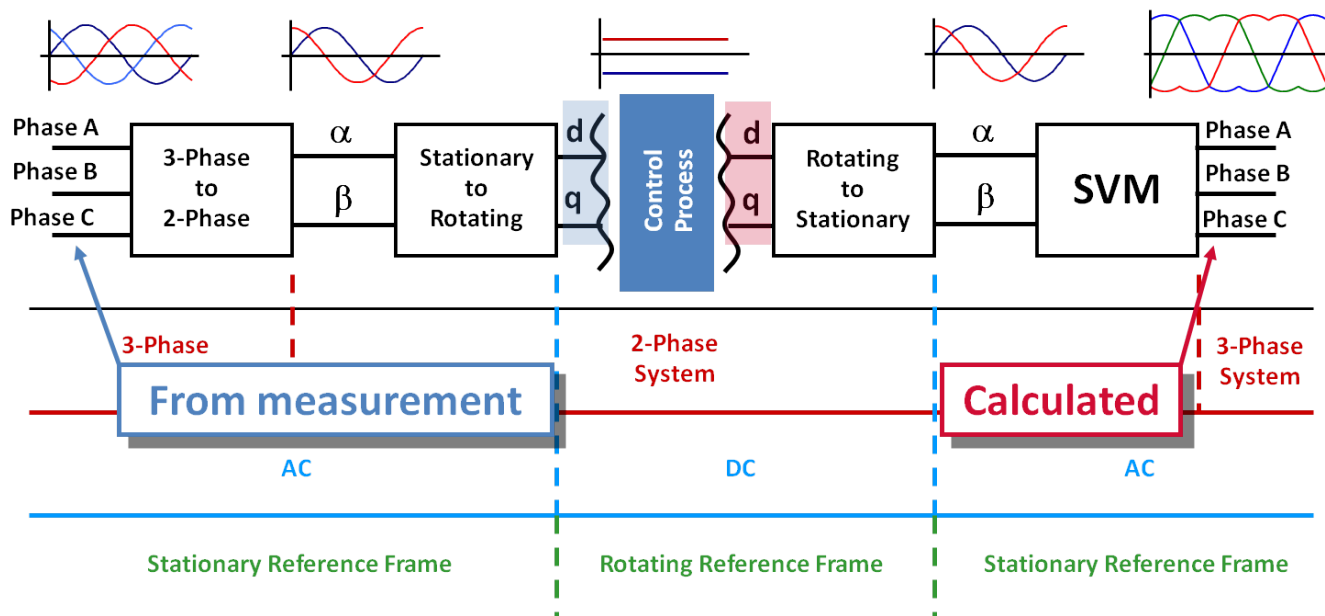 Phase A
Phase B
Phase C
3-Phase
to
2-Phase
α
β
Stationary
to
Rotating
d
q
Control
Process
d
q
Rotating
to
Stationary
α
β
SVM
Phase A
Phase B
Phase C
3-Phase
2-Phase
System
3-Phase
System
From measurement
Calculated
AC
DC
AC
Stationary Reference Frame
Rotating Reference Frame
Stationary Reference Frame